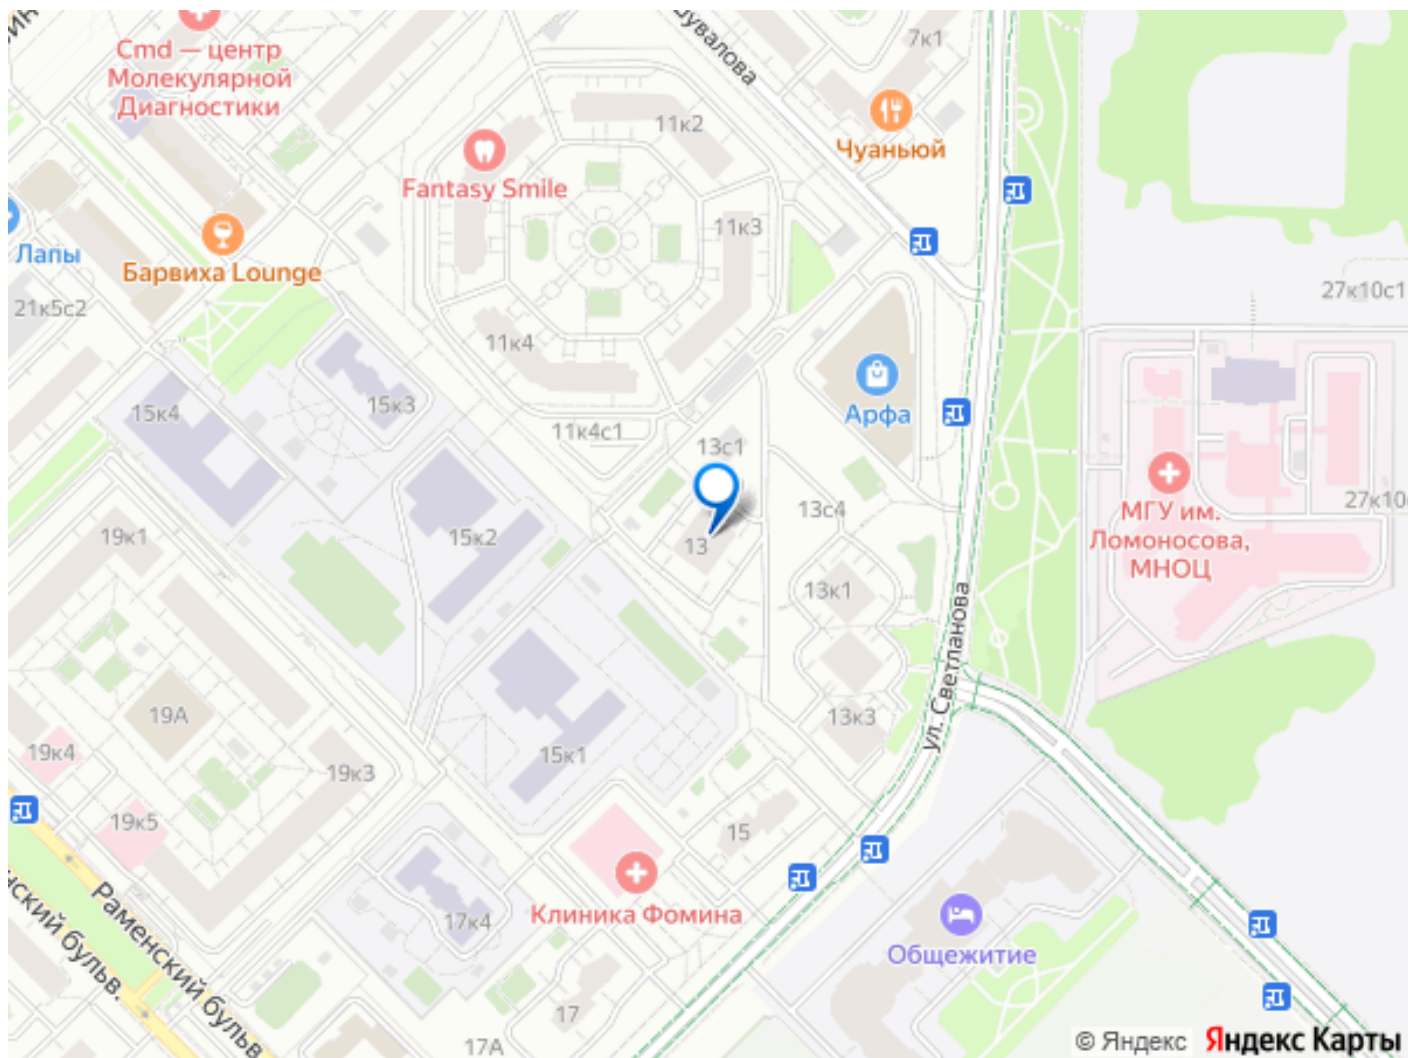 Cmd — центр
Молекулярной
Диагностики
Шувалова
7к1
11к2
Чуаньюй
Fantasy Smile
11к3
Лапы
Барвиха Lounge
21к5с2
27к10с1
11к4
15к4
15к3
Арфа
11к4с1
13с1
19к1
15к2
13
13с4
МГУ им.
Ломоносова,
МНОЦ
13к1
ул. Светланова
19А
13к3
19к4
19к3
15к1
19к5
15
Раменский бульв.
Клиника Фомина
17к4
Общежитие
17
17А
© Яндекс
Яндекс Карты